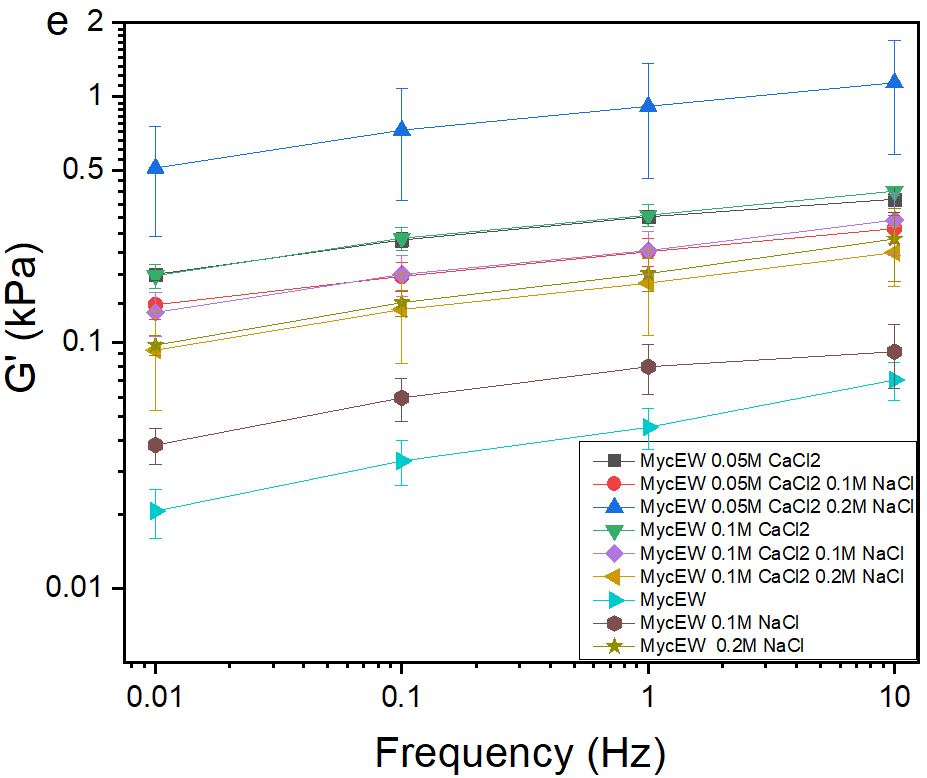 e
2
1
0.5
0.1
0.01
G' (kPa)
MycEW 0.05M CaCl2
MycEW 0.05M CaCl2 0.1M NaCl
MycEW 0.05M CaCl2 0.2M NaCl
MycEW 0.1M CaCl2
MycEW 0.1M CaCl2 0.1M NaCl
MycEW 0.1M CaCl2 0.2M NaCl
MycEW
MycEW 0.1M NaCl
MycEW  0.2M NaCl
0.01 0.1 1 10
Frequency (Hz)